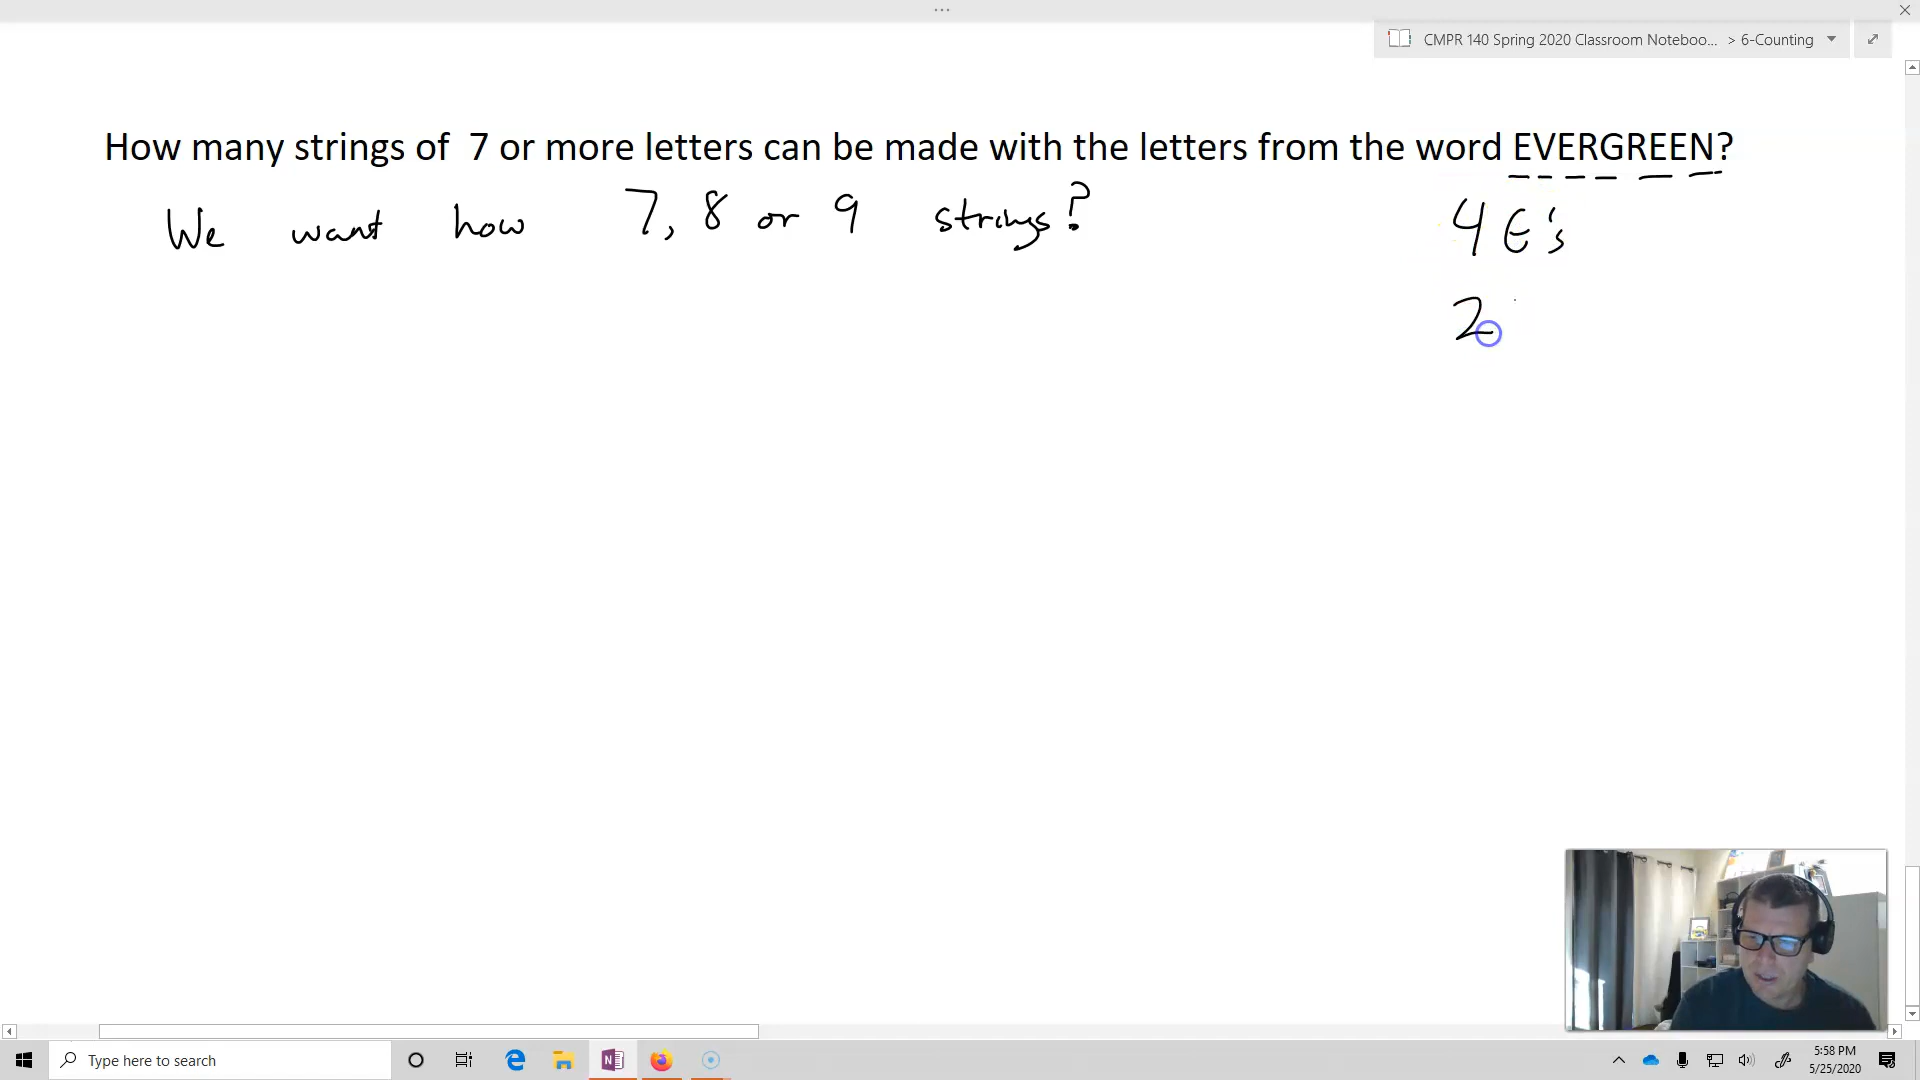 CMPR 140 Spring 2020 Classroom Noteboo... > 6-Counting
How many strings of 7 or more letters can be made with the letters from the word EVERGREEN?
We want how 7, 8 or 9 strings?
4 E's
2
Type here to search
5:58 PM
5/25/2020